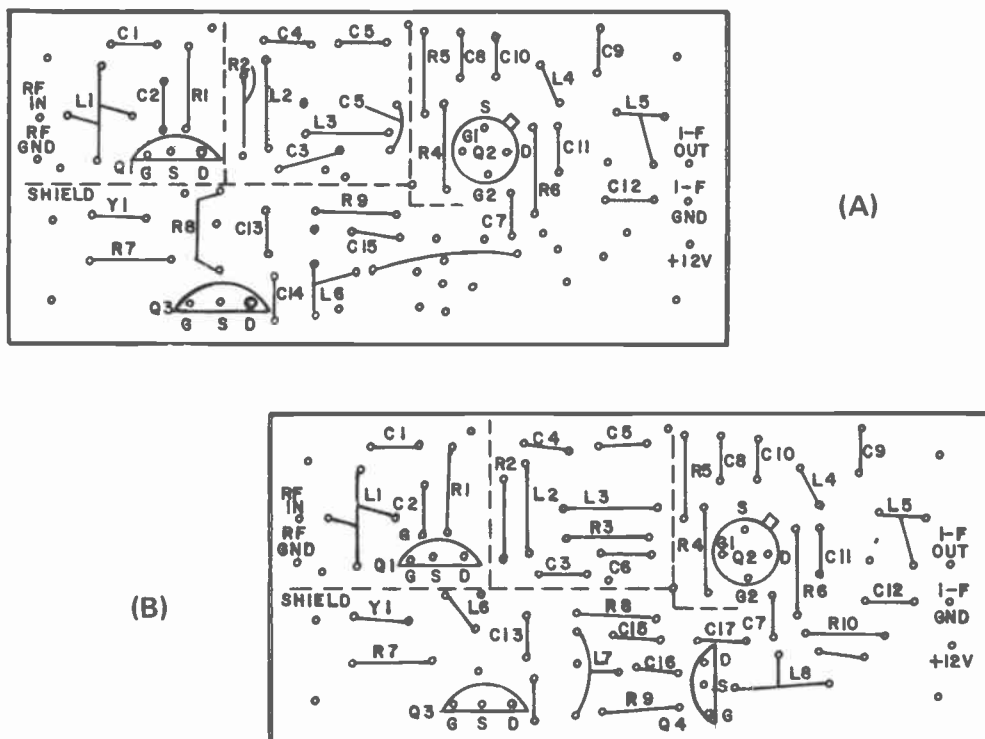 C1
C4
C5
R5
C8
C10
C9
R2
L4
RF
IN
L1
C2
R1
L2
C5
L5
RF
GND
L3
S
G1
Q2
D
R4
C11
I-F
OUT
Q1
G S D
C3
G2
R6
C12
I-F
GND
SHIELD
Y1
R8
C13
R9
C7
C15
+12V
R7
C14
L6
Q3
G S D
(A)
C1
C4
C5
R5
C8
C10
C9
R2
L4
RF
IN
L1
C2
R1
L2
L3
L5
RF
GND
G
R3
S
G1
Q2
D
R4
C11
I-F
OUT
Q1
G S D
C3
C6
G2
R6
C12
I-F
GND
SHIELD
(B)
Y1
L6
C13
R8
C15
C17
C7
R10
+12V
R7
L7
C16
D
S
G
L8
R9
Q3
G S D
Q4